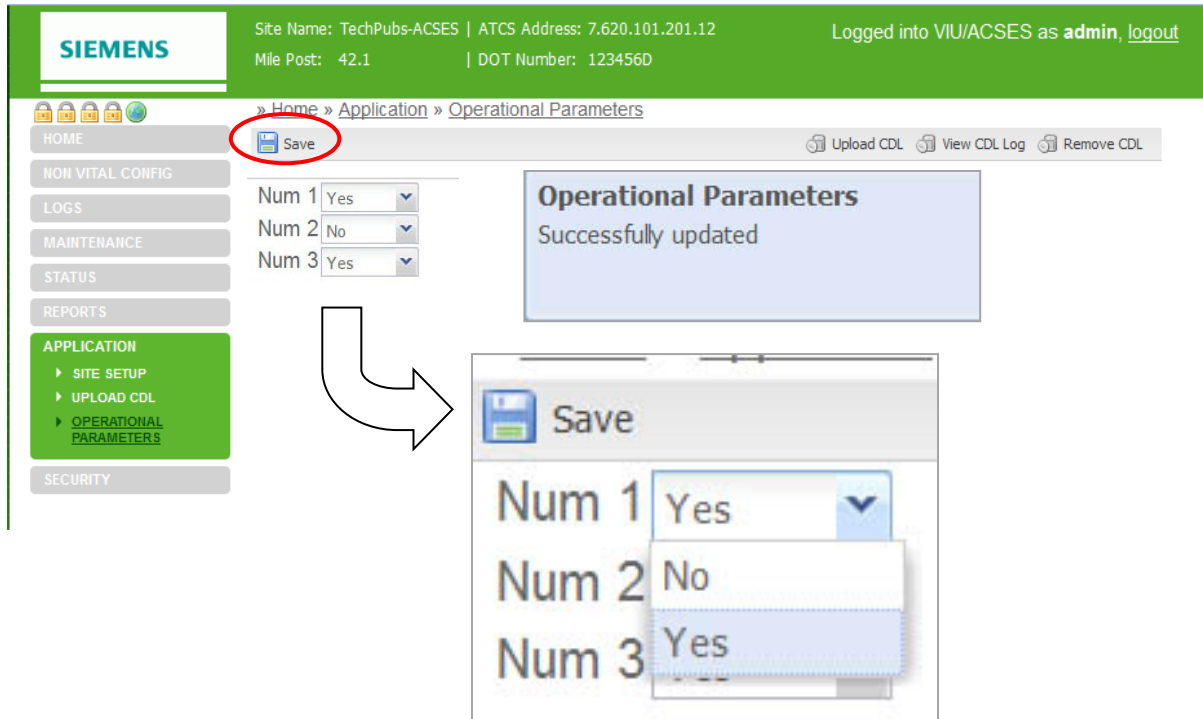 SIEMENS
Site Name: TechPubs-ACSES | ATCS Address: 7.620.101.201.12
Mile Post: 42.1 | DOT Number: 123456D
Logged into VIU/ACSES as admin, logout
» Home » Application » Operational Parameters
Save
Upload CDL View CDL Log Remove CDL
HOME
NON VITAL CONFIG
LOGS
MAINTENANCE
STATUS
REPORTS
APPLICATION
SITE SETUP
UPLOAD CDL
OPERATIONAL
PARAMETERS
SECURITY
Num 1 Yes
Num 2 No
Num 3 Yes
Operational Parameters
Successfully updated
Save
Num 1 Yes
Num 2 No
Num 3 Yes